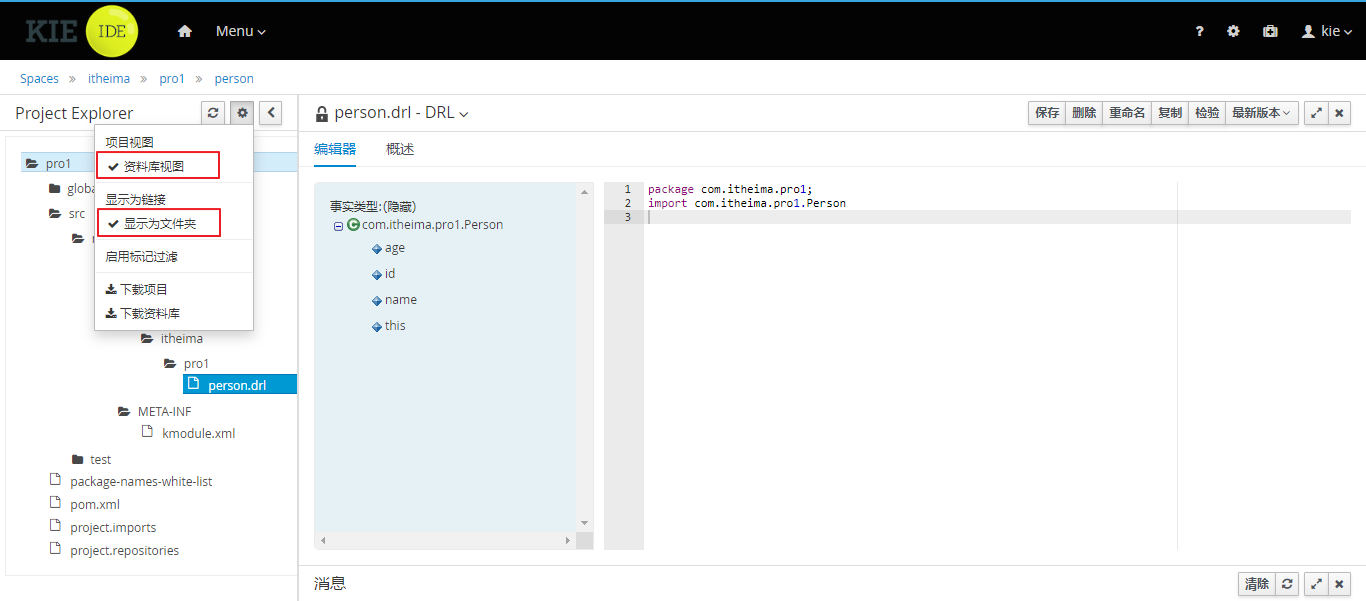 KIE IDE Menu ? kie
Spaces » itheima » pro1 » person
Project Explorer
项目视图
资料库视图
显示为链接
显示为文件夹
启用标记过滤
下载项目
下载资料库
pro1
globa
src
itheima
pro1
person.drl
META-INF
kmodule.xml
test
package-names-white-list
pom.xml
project.imports
project.repositories
person.drl - DRL
保存 删除 重命名 复制 检验 最新版本
编辑器 概述
事实类型:(隐藏)
com.itheima.pro1.Person
age
id
name
this
1 package com.itheima.pro1;
2 import com.itheima.pro1.Person
3
消息 清除